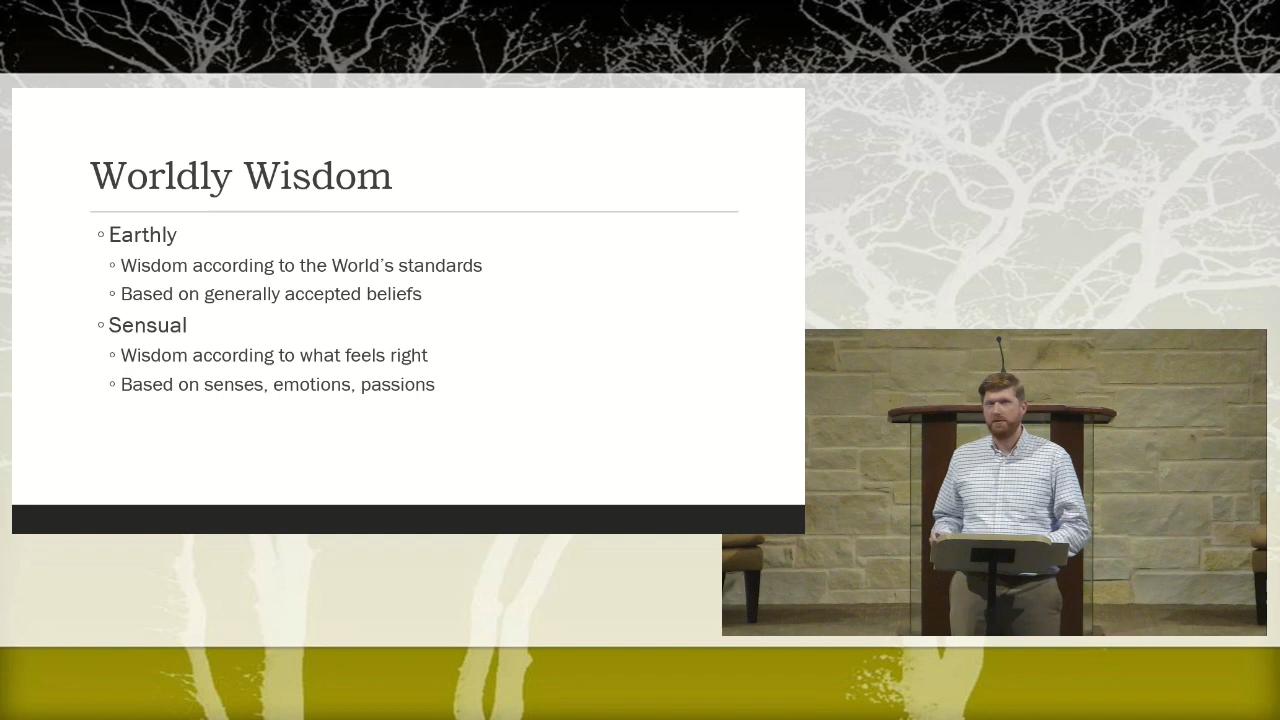 Worldly Wisdom
◦ Earthly
◦ Wisdom according to the World’s standards
◦ Based on generally accepted beliefs
◦ Sensual
◦ Wisdom according to what feels right
◦ Based on senses, emotions, passions